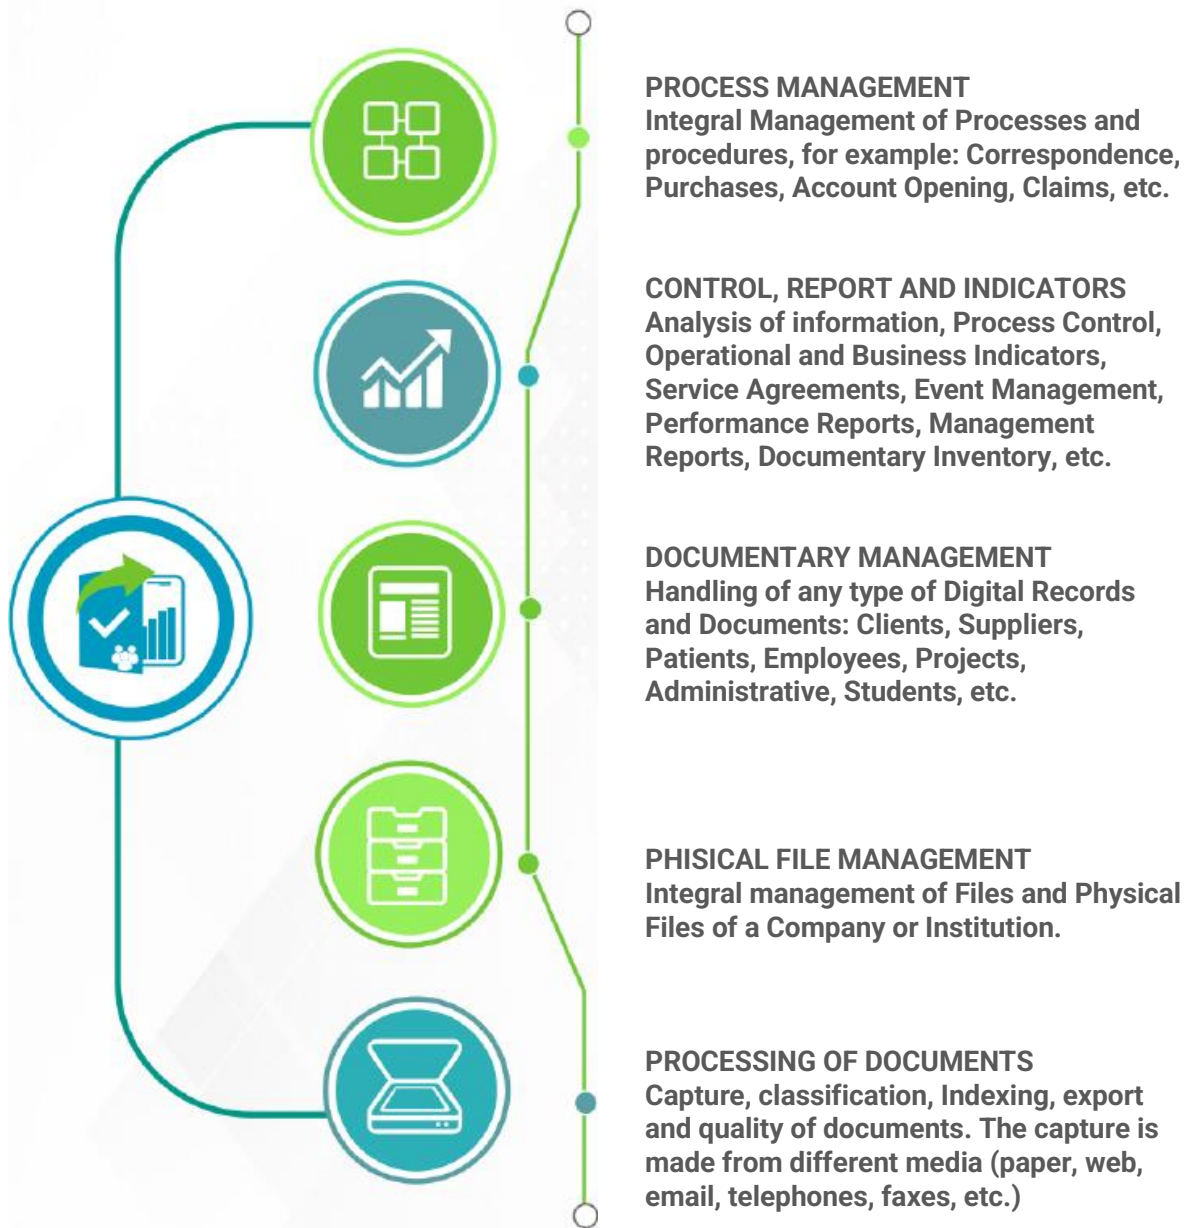 PROCESS MANAGEMENT
Integral Management of Processes and
procedures, for example: Correspondence,
Purchases, Account Opening, Claims, etc.
CONTROL, REPORT AND INDICATORS
Analysis of information, Process Control,
Operational and Business Indicators,
Service Agreements, Event Management,
Performance Reports, Management
Reports, Documentary Inventory, etc.
DOCUMENTARY MANAGEMENT
Handling of any type of Digital Records
and Documents: Clients, Suppliers,
Patients, Employees, Projects,
Administrative, Students, etc.
PHISICAL FILE MANAGEMENT
Integral management of Files and Physical
Files of a Company or Institution.
PROCESSING OF DOCUMENTS
Capture, classification, Indexing, export
and quality of documents. The capture is
made from different media (paper, web,
email, telephones, faxes, etc.)